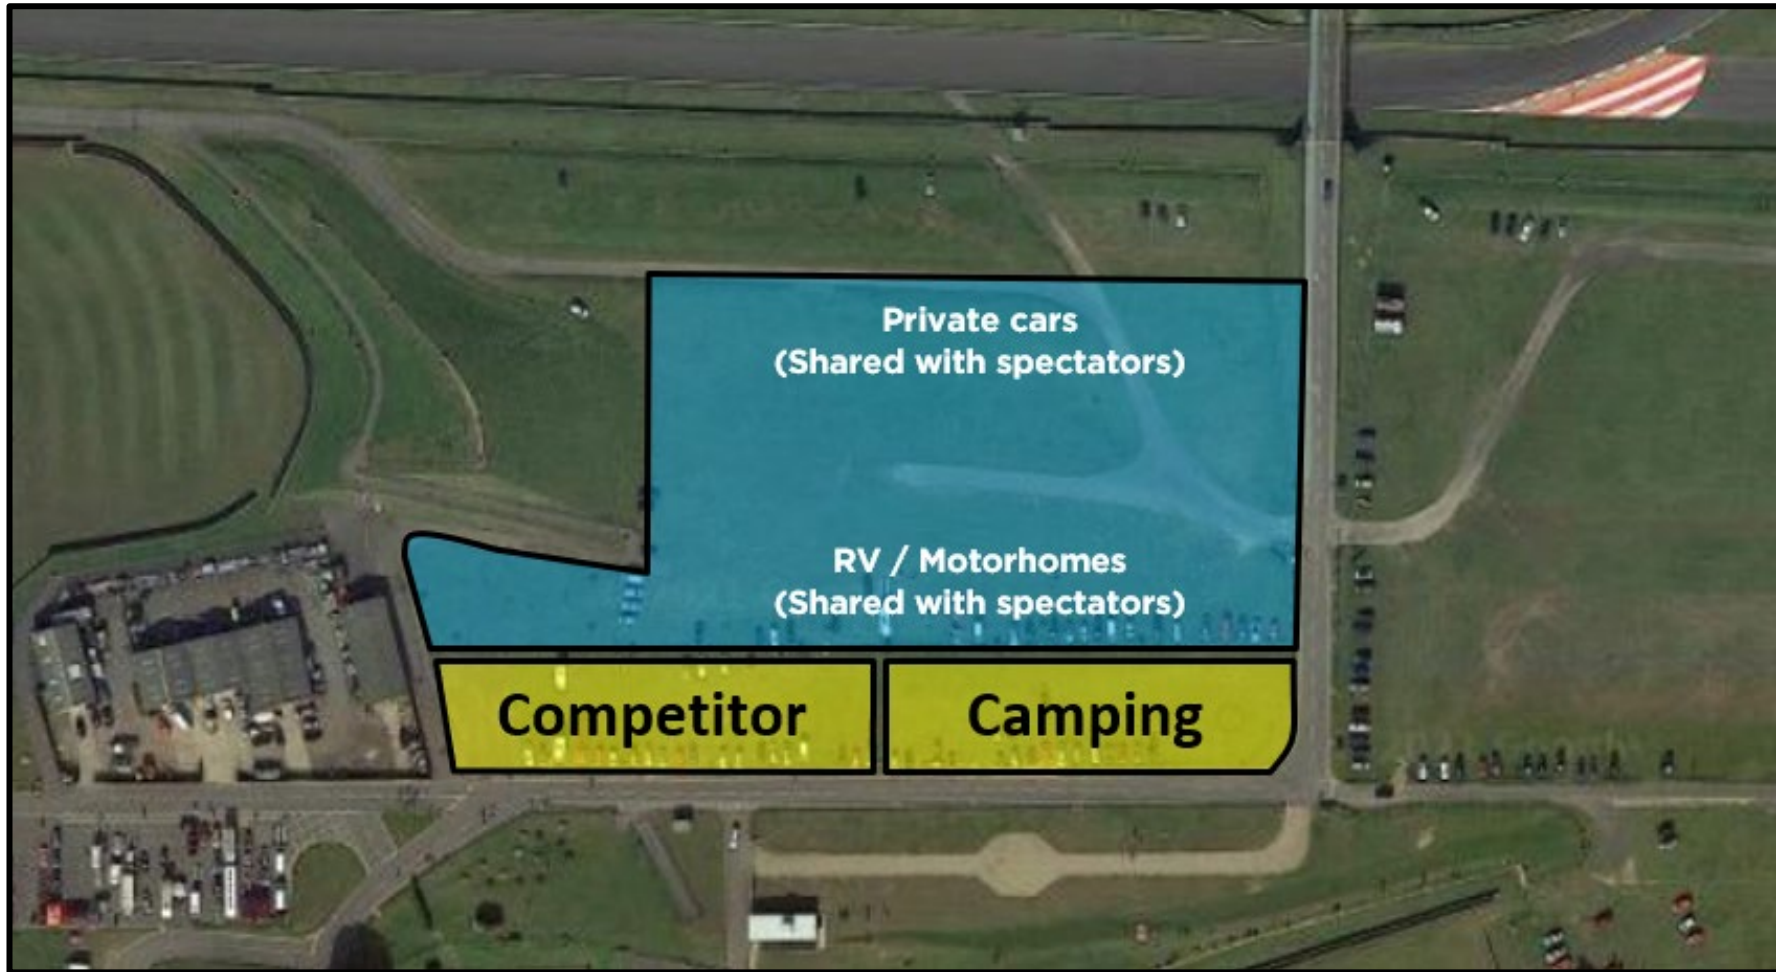 Private cars
(Shared with spectators)
RV / Motorhomes
(Shared with spectators)
Competitor Camping